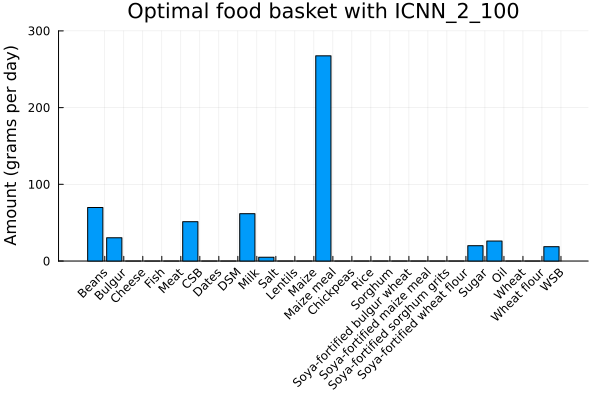 Optimal food basket with ICNN_2_100
Amount (grams per day)
300
200
100
0
Beans
Bulgur
Cheese
Fish
Meat
CSB
Dates
DSM
Milk
Salt
Lentils
Maize
Maize meal
Chickpeas
Rice
Sorghum
Soya-fortified bulgur wheat
Soya-fortified maize meal
Soya-fortified sorghum grits
Soya-fortified wheat flour
Sugar
Oil
Wheat
Wheat flour
WSB